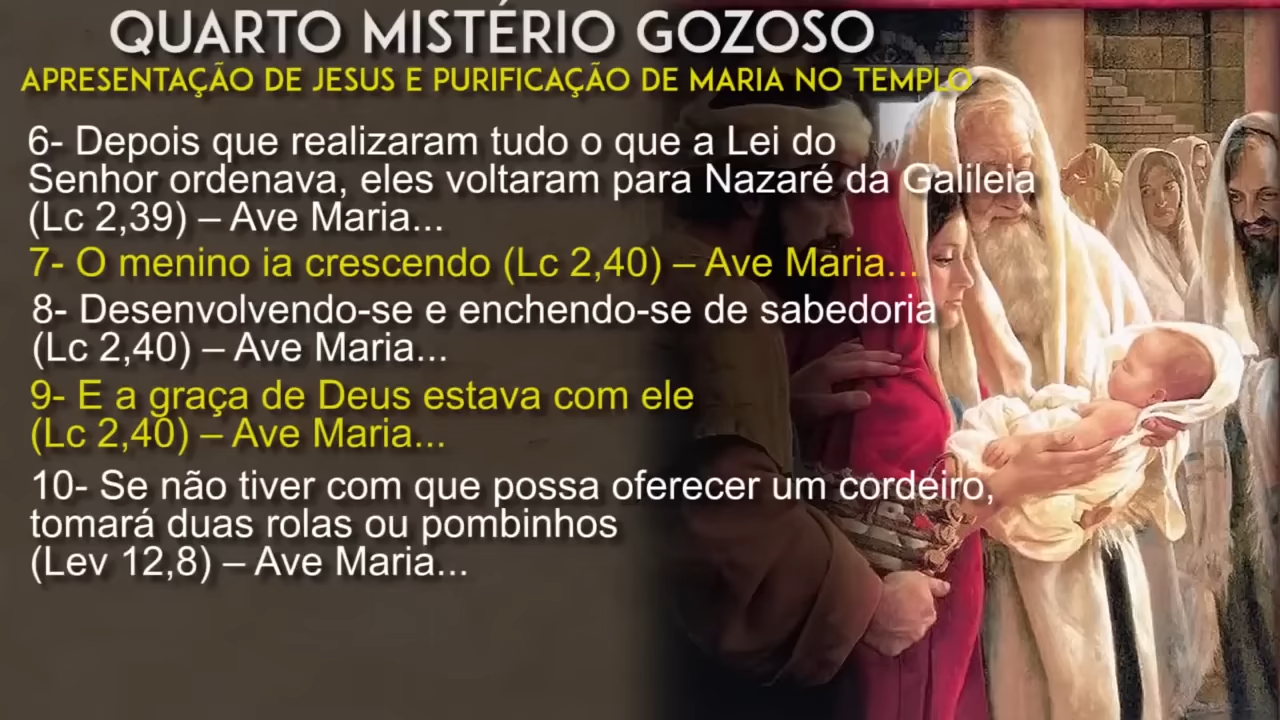 QUARTO MISTÉRIO GOZOSO
APRESENTAÇÃO DE JESUS E PURIFICAÇÃO DE MARIA NO TEMPLO
6- Depois que realizaram tudo o que a Lei do
Senhor ordenava, eles voltaram para Nazaré da Galileia
(Lc 2,39) – Ave Maria...
7- O menino ia crescendo (Lc 2,40) – Ave Maria...
8- Desenvolvendo-se e enchendo-se de sabedoria
(Lc 2,40) – Ave Maria...
9- E a graça de Deus estava com ele
(Lc 2,40) – Ave Maria...
10- Se não tiver com que possa oferecer um cordeiro,
tomará duas rolas ou pombinhos
(Lev 12,8) – Ave Maria...